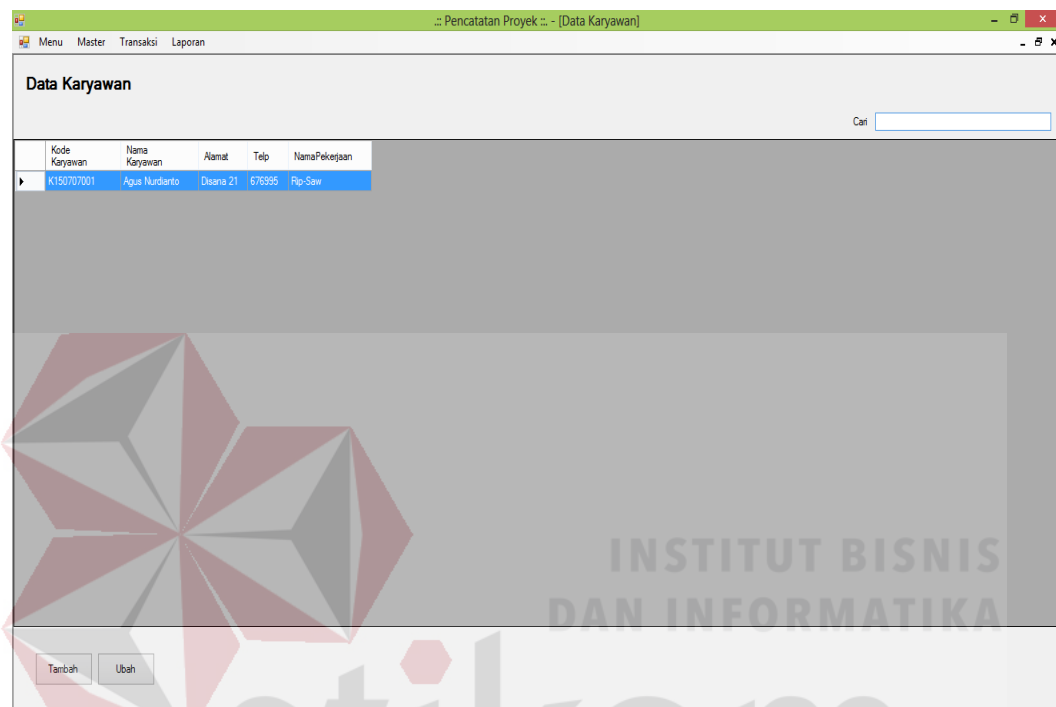 .:: Pencatatan Proyek ::. - [Data Karyawan]
Menu Master Transaksi Laporan
Data Karyawan
Cari
Kode Karyawan Nama Karyawan Alamat Telp NamaPekerjaan
K150707001 Agus Nurdianto Disana 21 676995 Rip-Saw
INSTITUT BISNIS
DAN INFORMATIKA
Tambah Ubah
stikom